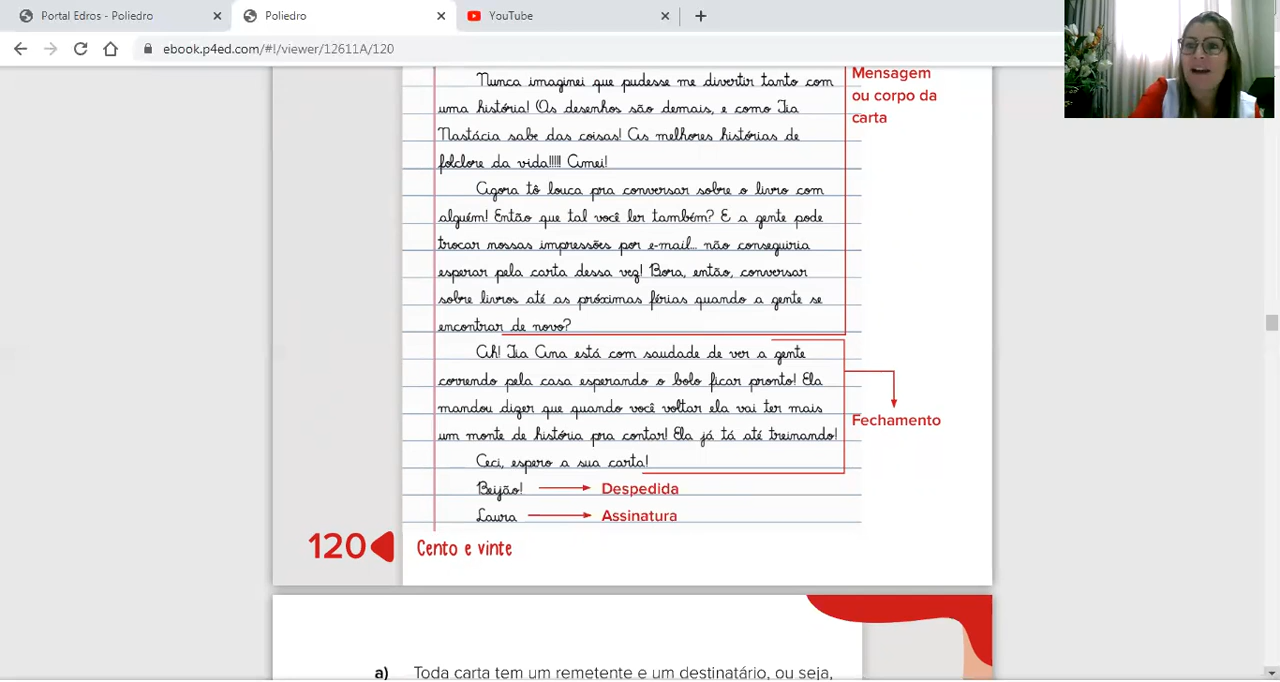 Portal Edros - Poliedro
Poliedro
YouTube
ebook.p4ed.com/#!/viewer/12611A/120
Nunca imaginei que pudesse me divertir tanto com
uma história! Os desenhos são demais, e como Tia
Nastácia sabe das coisas! As melhores histórias de
folclore da vida!!!!! Amei!
Mensagem
ou corpo da
carta
Agora tô louca pra conversar sobre o livro com
alguém! Então que tal você ler também? E a gente pode
trocar nossas impressões por e-mail... não conseguiria
esperar pela carta dessa vez! Bora, então, conversar
sobre livros até as próximas férias quando a gente se
encontrar de novo?
Ah! Tia Ana está com saudade de ver a gente
correndo pela casa esperando o bolo ficar pronto! Ela
mandou dizer que quando você voltar ela vai ter mais
um monte de história pra contar! Ela já tá até treinando!
Ceci, espero a sua carta!
Fechamento
Beijão! Despedida
Laura Assinatura
120 Cento e vinte
a) Toda carta tem um remetente e um destinatário, ou seja,